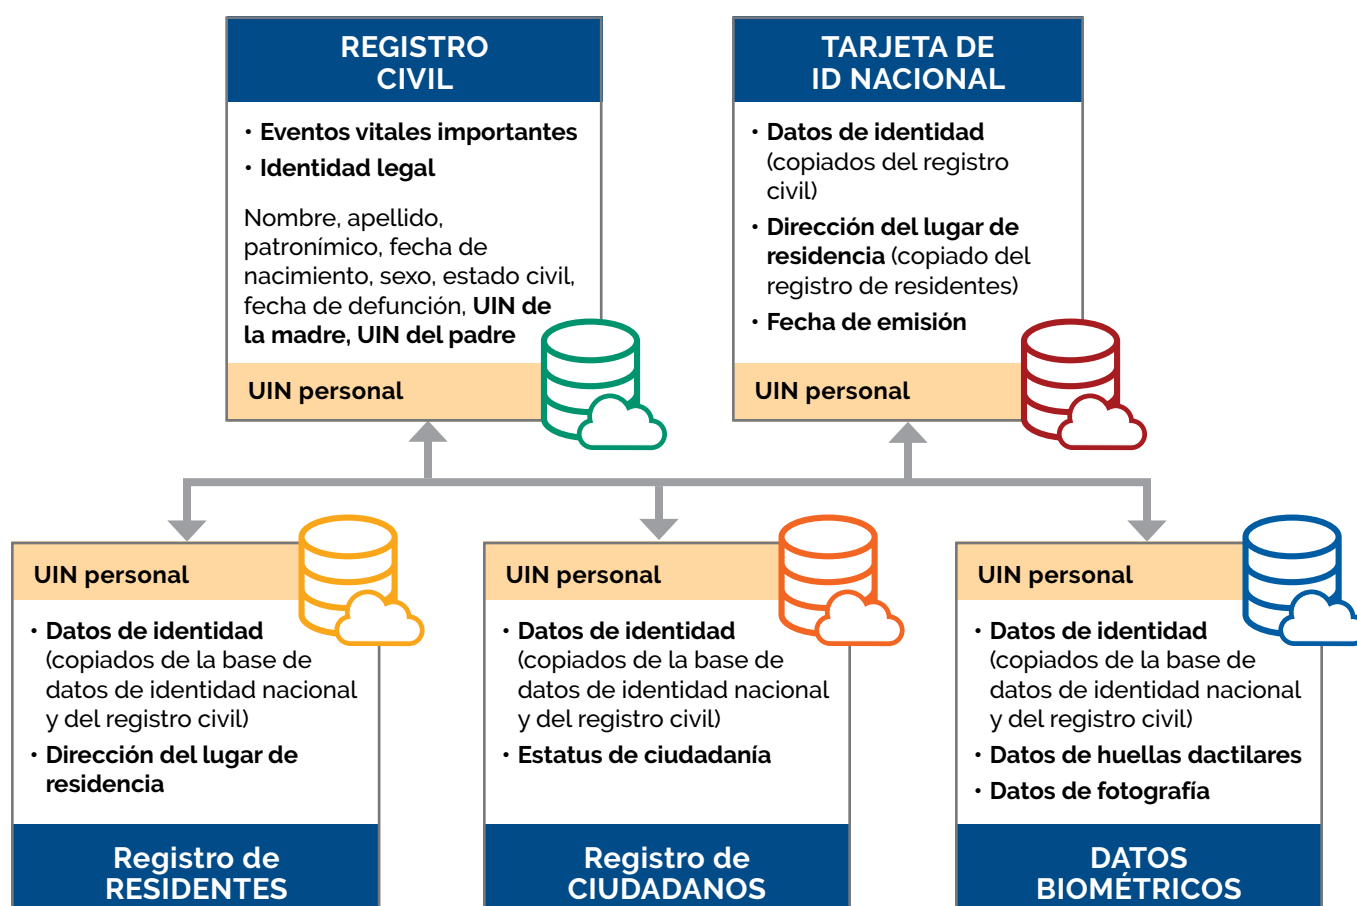 REGISTRO
CIVIL
• Eventos vitales importantes
• Identidad legal
Nombre, apellido,
patronímico, fecha de
nacimiento, sexo, estado civil,
fecha de defunción, UIN de
la madre, UIN del padre
UIN personal
TARJETA DE
ID NACIONAL
• Datos de identidad
(copiados del registro
civil)
• Dirección del lugar de
residencia (copiado del
registro de residentes)
• Fecha de emisión
UIN personal
UIN personal
• Datos de identidad
(copiados de la base de
datos de identidad nacional
y del registro civil)
• Dirección del lugar de
residencia
Registro de
RESIDENTES
UIN personal
• Datos de identidad
(copiados de la base de
datos de identidad nacional
y del registro civil)
• Estatus de ciudadanía
Registro de
CIUDADANOS
UIN personal
• Datos de identidad
(copiados de la base de
datos de identidad nacional
y del registro civil)
• Datos de huellas dactilares
• Datos de fotografía
DATOS
BIOMÉTRICOS